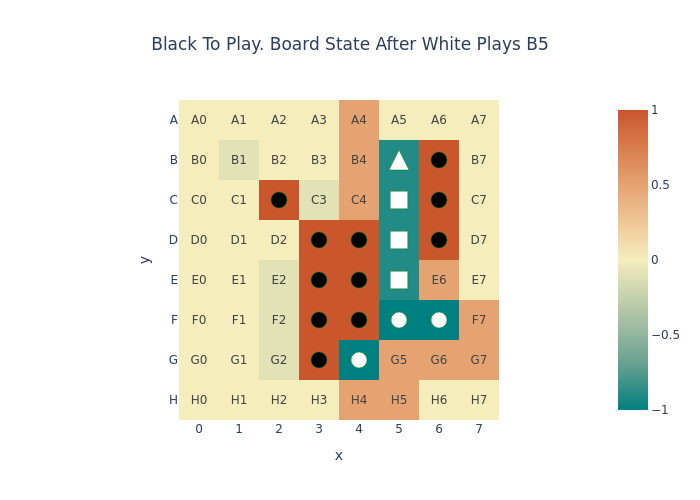 Black To Play. Board State After White Plays B5
A A0 A1 A2 A3 A4 A5 A6 A7
B B0 B1 B2 B3 B4 B7
C C0 C1 C3 C4 C7
D D0 D1 D2 D7
E E0 E1 E2 E6 E7
F F0 F1 F2 F7
G G0 G1 G2 G5 G6 G7
H H0 H1 H2 H3 H4 H5 H6 H7
0 1 2 3 4 5 6 7
x
y
1
0.5
0
−0.5
−1